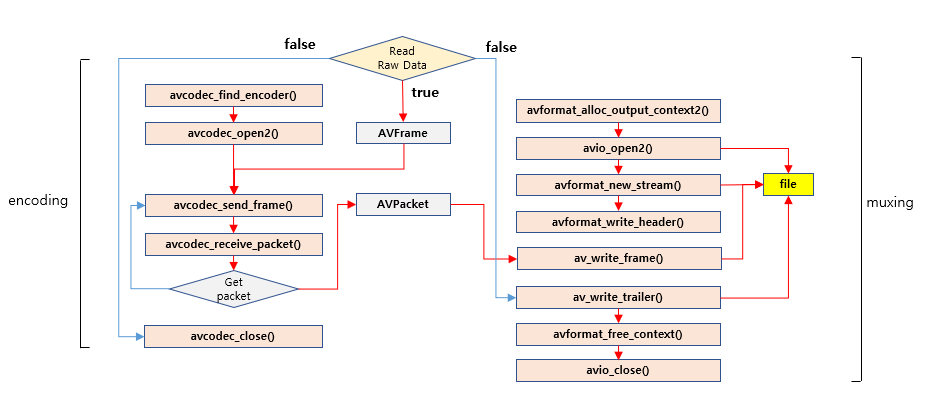 false
Read
Raw Data
false
true
avcodec_find_encoder()
avcodec_open2()
AVFrame
avcodec_send_frame()
AVPacket
avcodec_receive_packet()
Get
packet
avcodec_close()
encoding
avformat_alloc_output_context2()
avio_open2()
avformat_new_stream()
file
avformat_write_header()
av_write_frame()
av_write_trailer()
avformat_free_context()
avio_close()
muxing